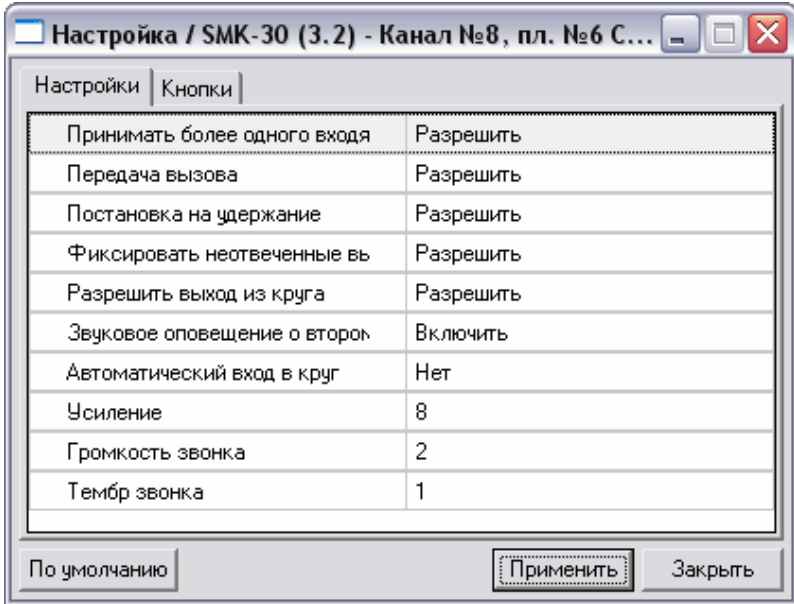 Настройка / SMK-30 (3.2) - Канал №8, пл. №6 С...
Настройки Кнопки
Принимать более одного входя Разрешить
Передача вызова Разрешить
Постановка на удержание Разрешить
Фиксировать неотвеченные вы Разрешить
Разрешить выход из круга Разрешить
Звуковое оповещение о втором Включить
Автоматический вход в круг Нет
Усиление 8
Громкость звонка 2
Тембр звонка 1
По умолчанию Применить Закрыть